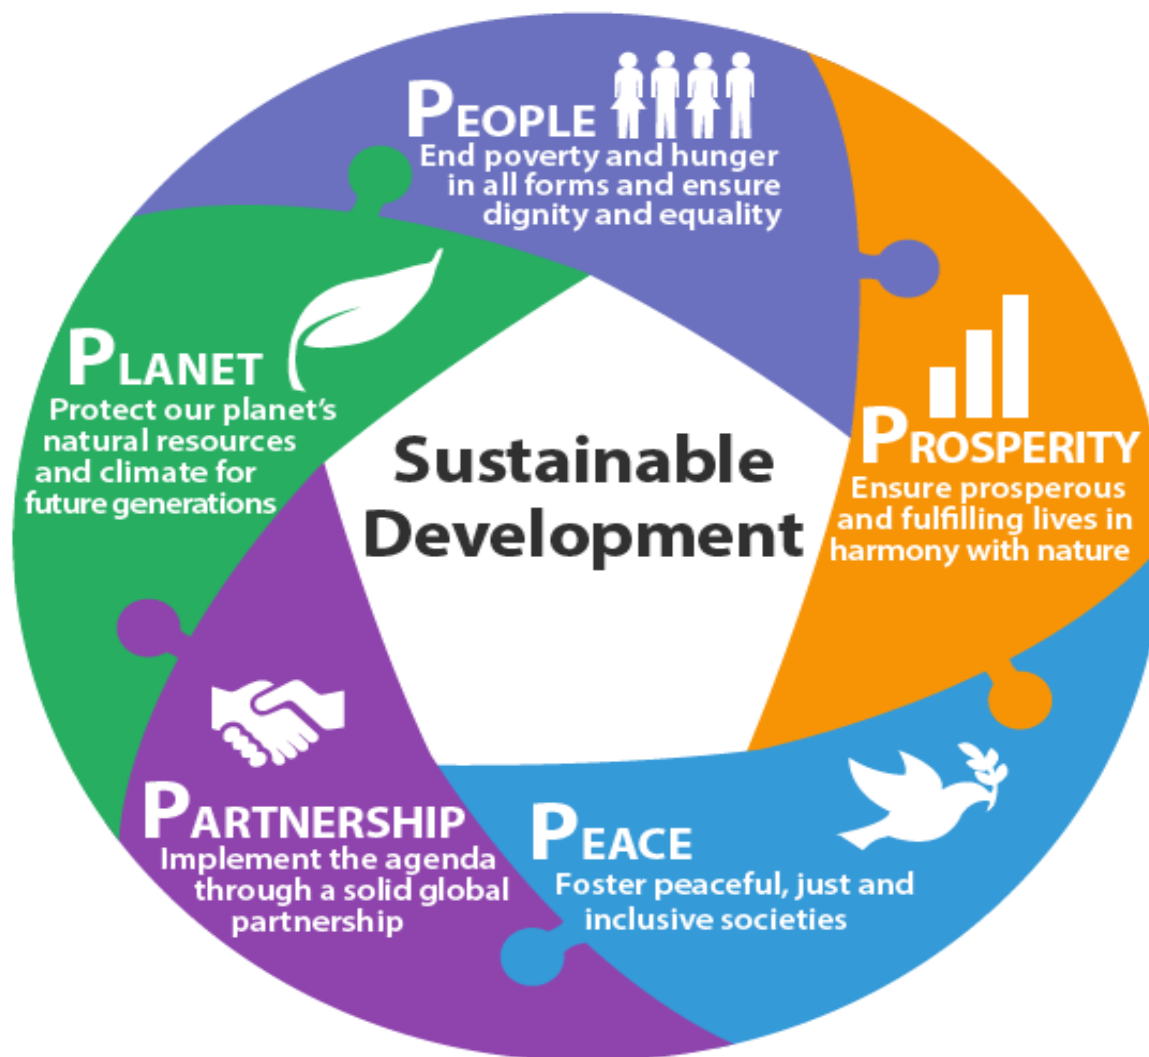 PEOPLE
End poverty and hunger
in all forms and ensure
dignity and equality
PROSPERITY
Ensure prosperous
and fulfilling lives in
harmony with nature
PEACE
Foster peaceful, just and
inclusive societies
PARTNERSHIP
Implement the agenda
through a solid global
partnership
PLANET
Protect our planet’s
natural resources
and climate for
future generations
Sustainable
Development